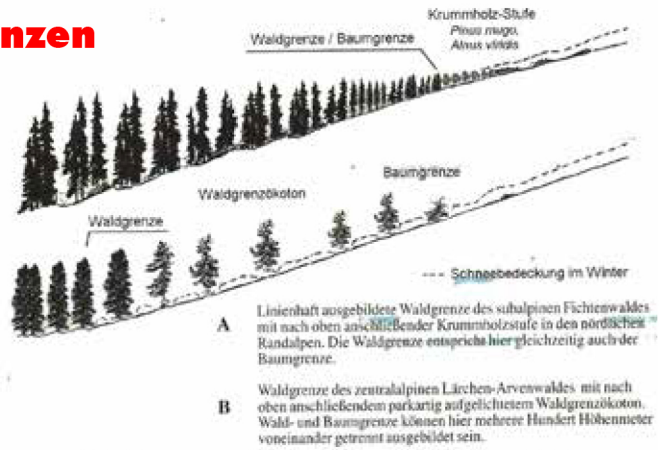 nzen
Krummholz-Stufe
Pinus mugo,
Alnus viridis
Waldgrenze / Baumgrenze
Baumgrenze
Waldgrenzökoton
Waldgrenze
--- Schneebedeckung im Winter
A
Linienhaft ausgebildete Waldgrenze des subalpinen Fichtenwaldes
mit nach oben anschließender Krummholzstufe in den nördlichen
Randalpen. Die Waldgrenze entspricht hier gleichzeitig auch der
Baumgrenze.
B
Waldgrenze des zentralalpinen Lärchen-Arvenwaldes mit nach
oben anschließendem parkartig aufgelichtetem Waldgrenzökoton.
Wald- und Baumgrenze können hier mehrere Hundert Höhenmeter
voneinander getrennt ausgebildet sein.